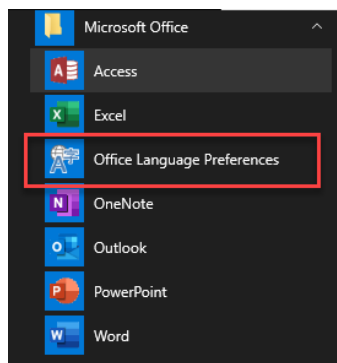 Microsoft Office
Access
Excel
Office Language Preferences
OneNote
Outlook
PowerPoint
Word